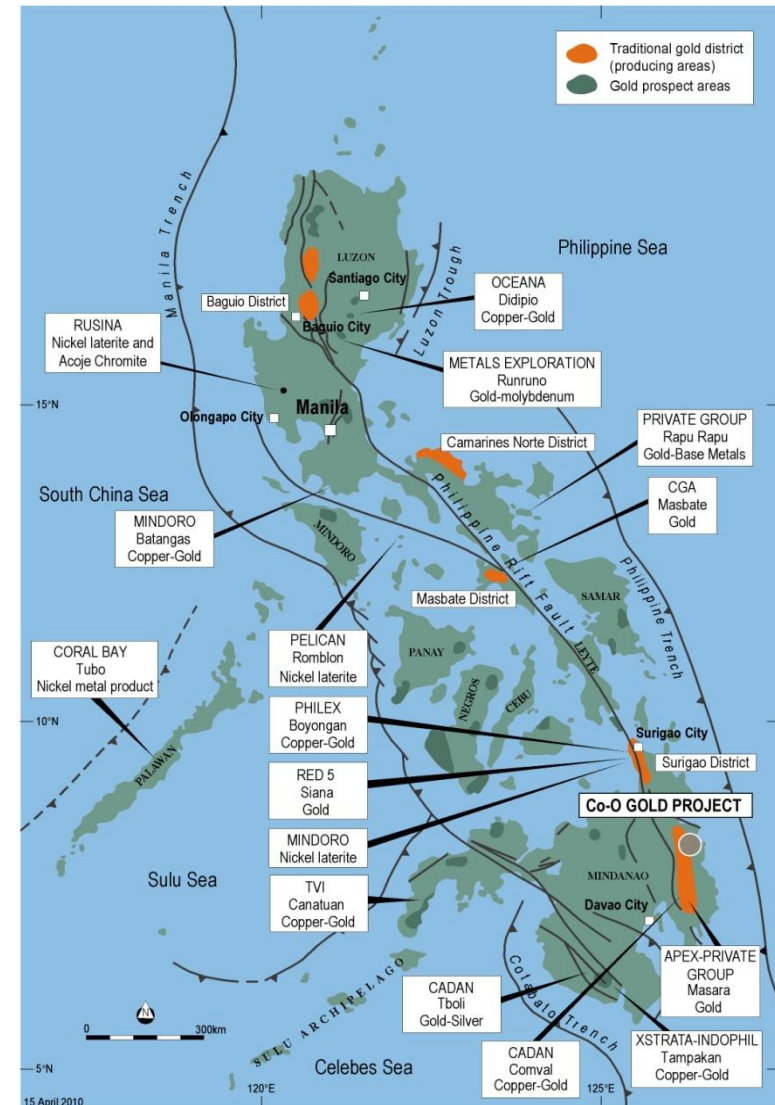 Traditional gold district
(producing areas)
Gold prospect areas
Manila Trench
Philippine Sea
LUZON
Santiago City
Luzon Trough
OCEANA
Didipio
Copper-Gold
Baguio District
Baguio City
RUSINA
Nickel laterite and
Acoje Chromite
METALS EXPLORATION
Runruno
Gold-molybdenum
15°N
Manila
Olongapo City
PRIVATE GROUP
Rapu Rapu
Gold-Base Metals
Camarines Norte District
South China Sea
CGA
Masbate
Gold
MINDORO
Batangas
Copper-Gold
MINDORO
Philippine Rift Fault
Philippine Trench
Masbate District
SAMAR
PELICAN
Romblon
Nickel laterite
PANAY
LEYTE
CORAL BAY
Tubo
Nickel metal product
NEGROS
CEBU
PHILEX
Boyongan
Copper-Gold
10°N
Surigao City
Surigao District
PALAWAN
RED 5
Siana
Gold
Co-O GOLD PROJECT
MINDORO
Nickel laterite
Sulu Sea
MINDANAO
TVI
Canatuan
Copper-Gold
Davao City
APEX-PRIVATE
GROUP
Masara
Gold
Cotabato Trench
CADAN
Tboli
Gold-Silver
SULU ARCHIPELAGO
N
0 300km
XSTRATA-INDOPHIL
Tampakan
Copper-Gold
CADAN
Comval
Copper-Gold
Celebes Sea
5°N
120°E
125°E
15 April 2010